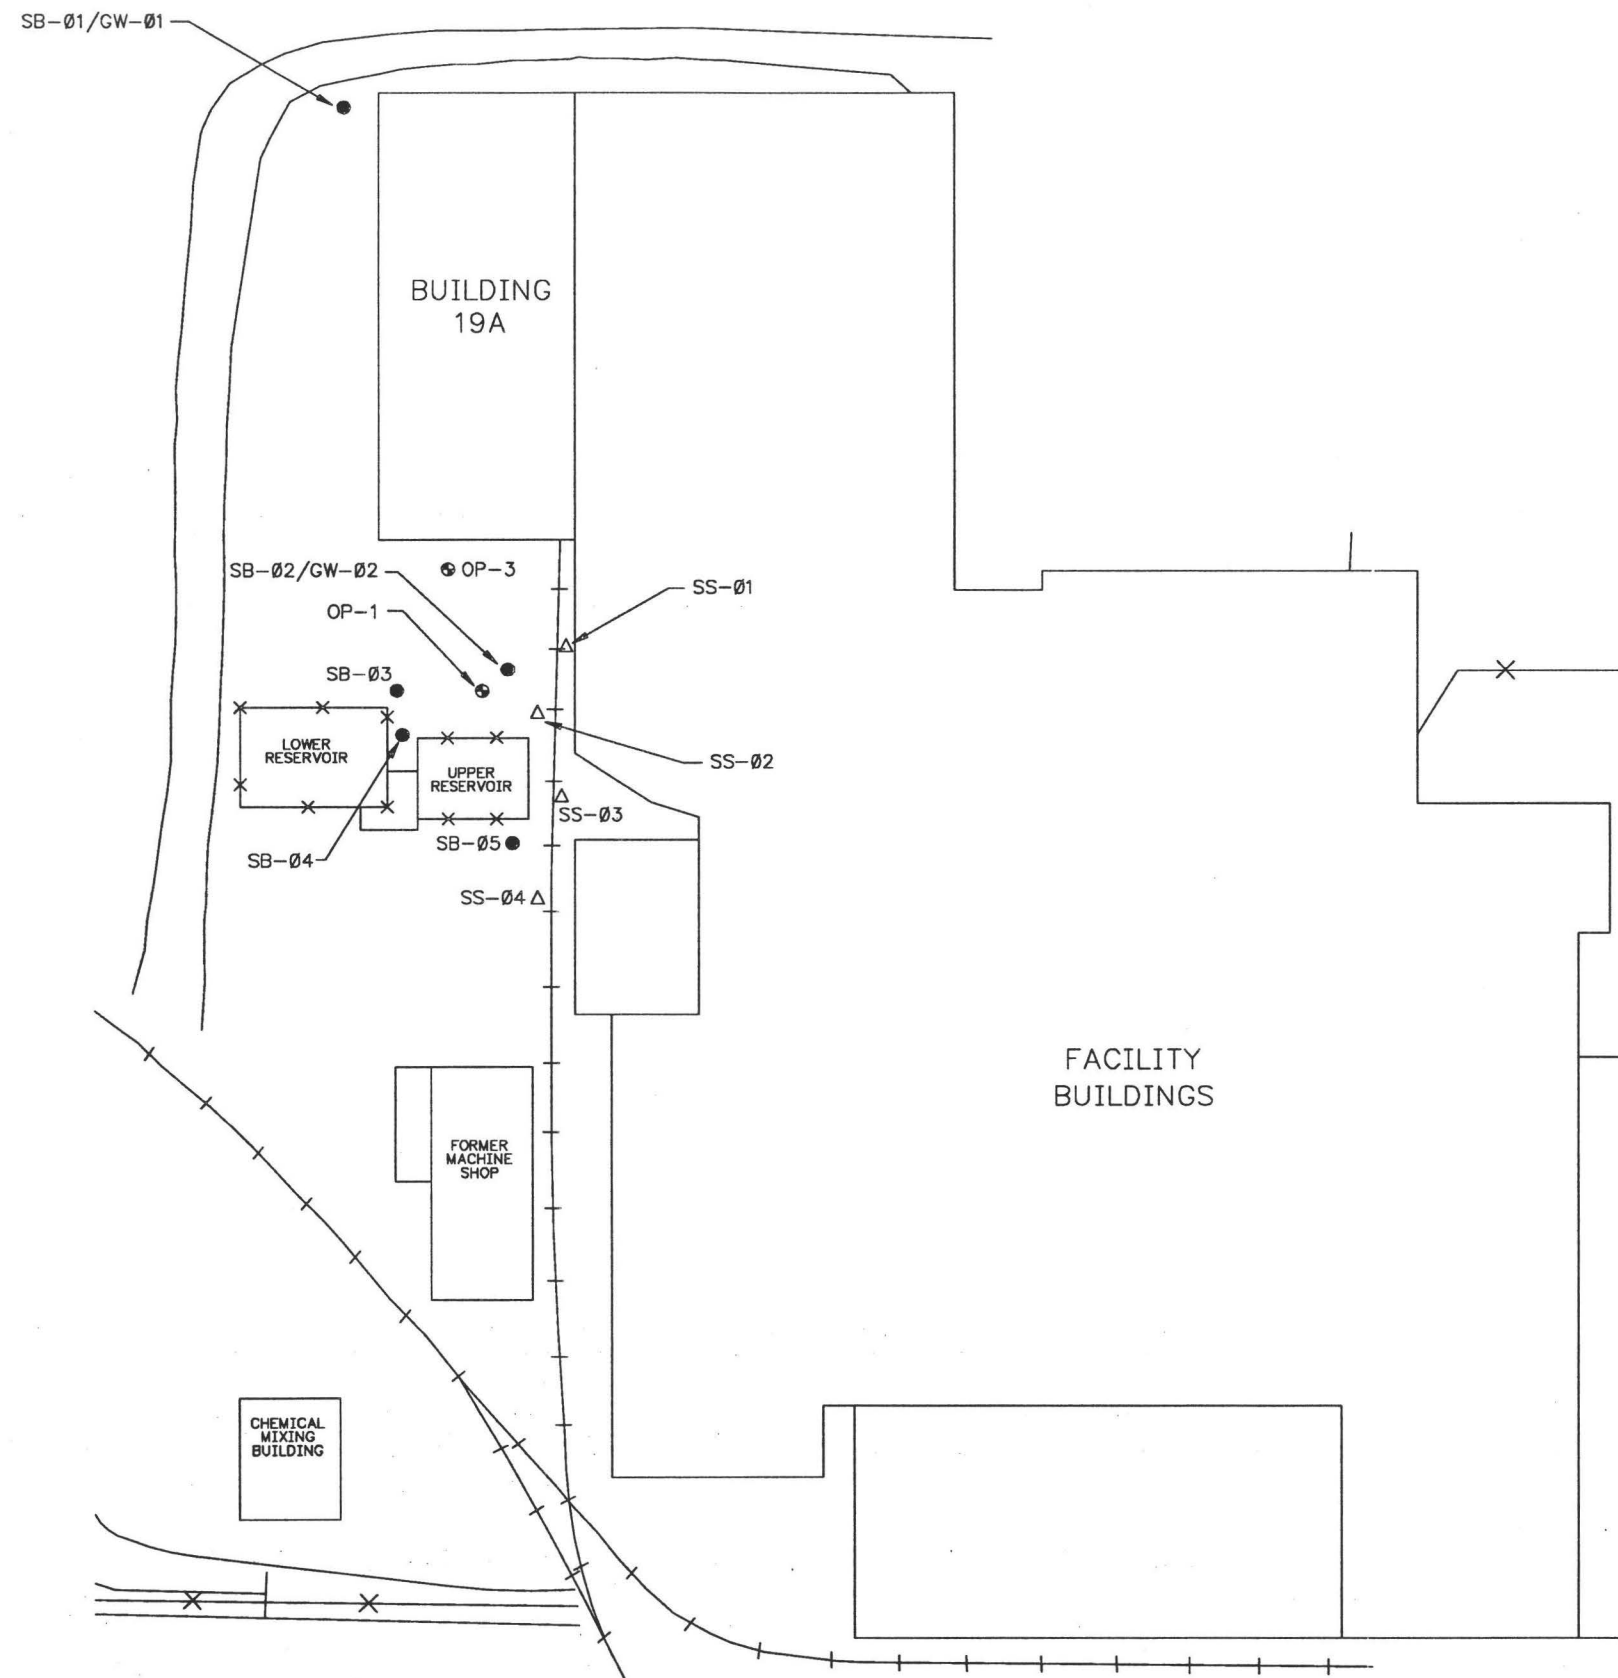 SB-Ø1/GW-Ø1
BUILDING
19A
SB-Ø2/GW-Ø2
OP-3
SS-Ø1
OP-1
SB-Ø3
LOWER
RESERVOIR
UPPER
RESERVOIR
SS-Ø2
SS-Ø3
SB-Ø5
SB-Ø4
SS-Ø4
FACILITY
BUILDINGS
FORMER
MACHINE
SHOP
CHEMICAL
MIXING
BUILDING